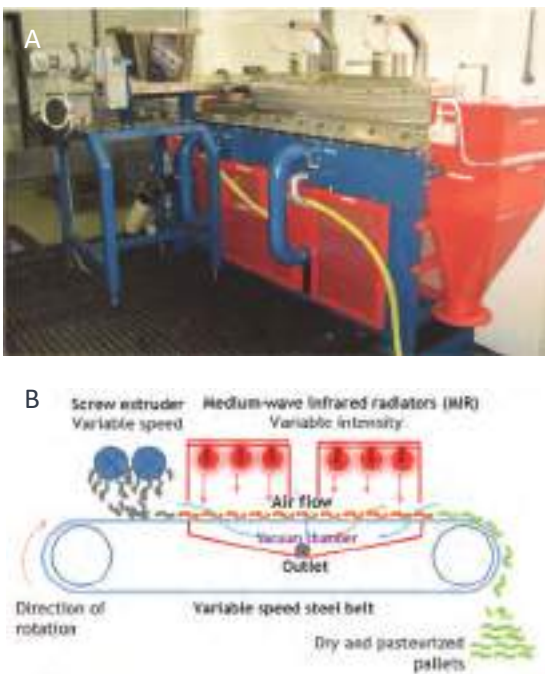 A
B
Screw extruder
Variable speed
Medium-wave infrared radiators (MIR)
Variable intensity
Air flow
Vacuum chamber
Outlet
Direction of
rotation
Variable speed steel belt
Dry and pasteurized
pallets